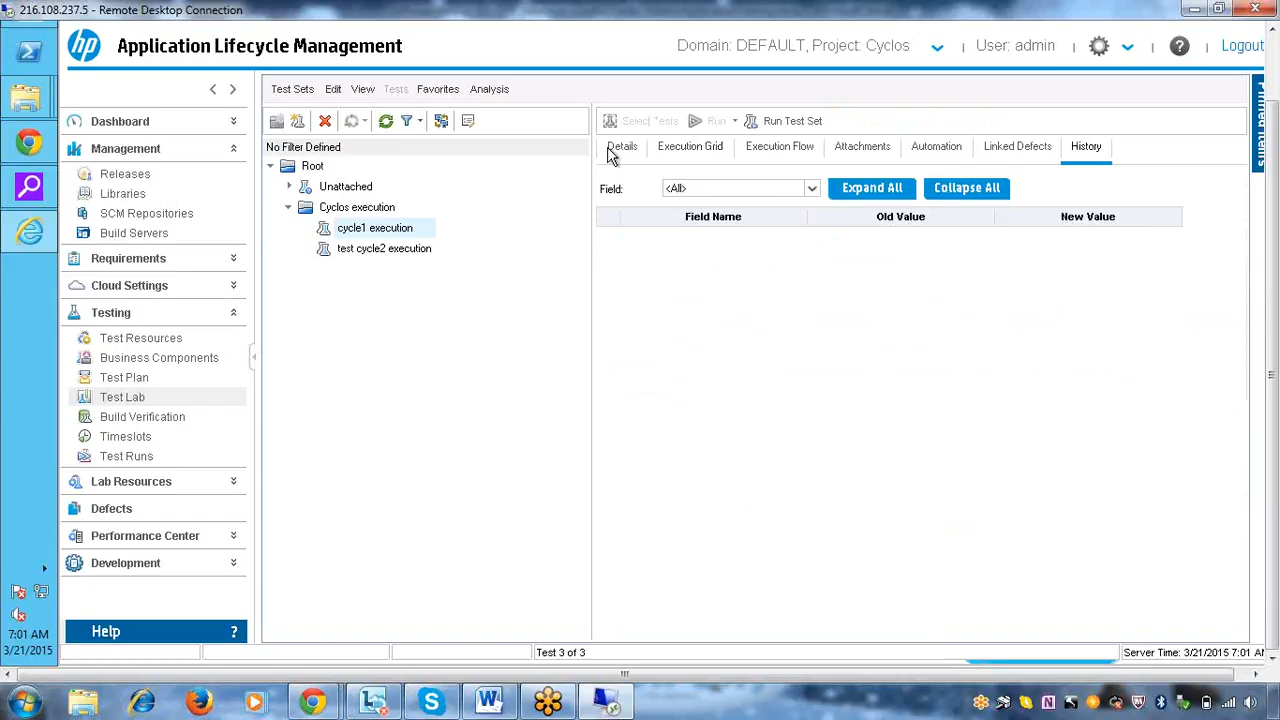 216.108.237.5 - Remote Desktop Connection
hp
Application Lifecycle Management
Domain: DEFAULT, Project: Cyclos
User: admin
?
Logout
Dashboard
Management
Releases
Libraries
SCM Repositories
Build Servers
Requirements
Cloud Settings
Testing
Test Resources
Business Components
Test Plan
Test Lab
Build Verification
Timeslots
Test Runs
Lab Resources
Defects
Performance Center
Development
Help ?
Test Sets Edit View Tests Favorites Analysis
No Filter Defined
Root
Unattached
Cyclos execution
cycle1 execution
test cycle2 execution
Select Tests Run Run Test Set
Details Execution Grid Execution Flow Attachments Automation Linked Defects History
Field: <All> Expand All Collapse All
Field Name Old Value New Value
Pinned Items
Test 3 of 3
Server Time: 3/21/2015 7:01
7:01 AM
3/21/2015